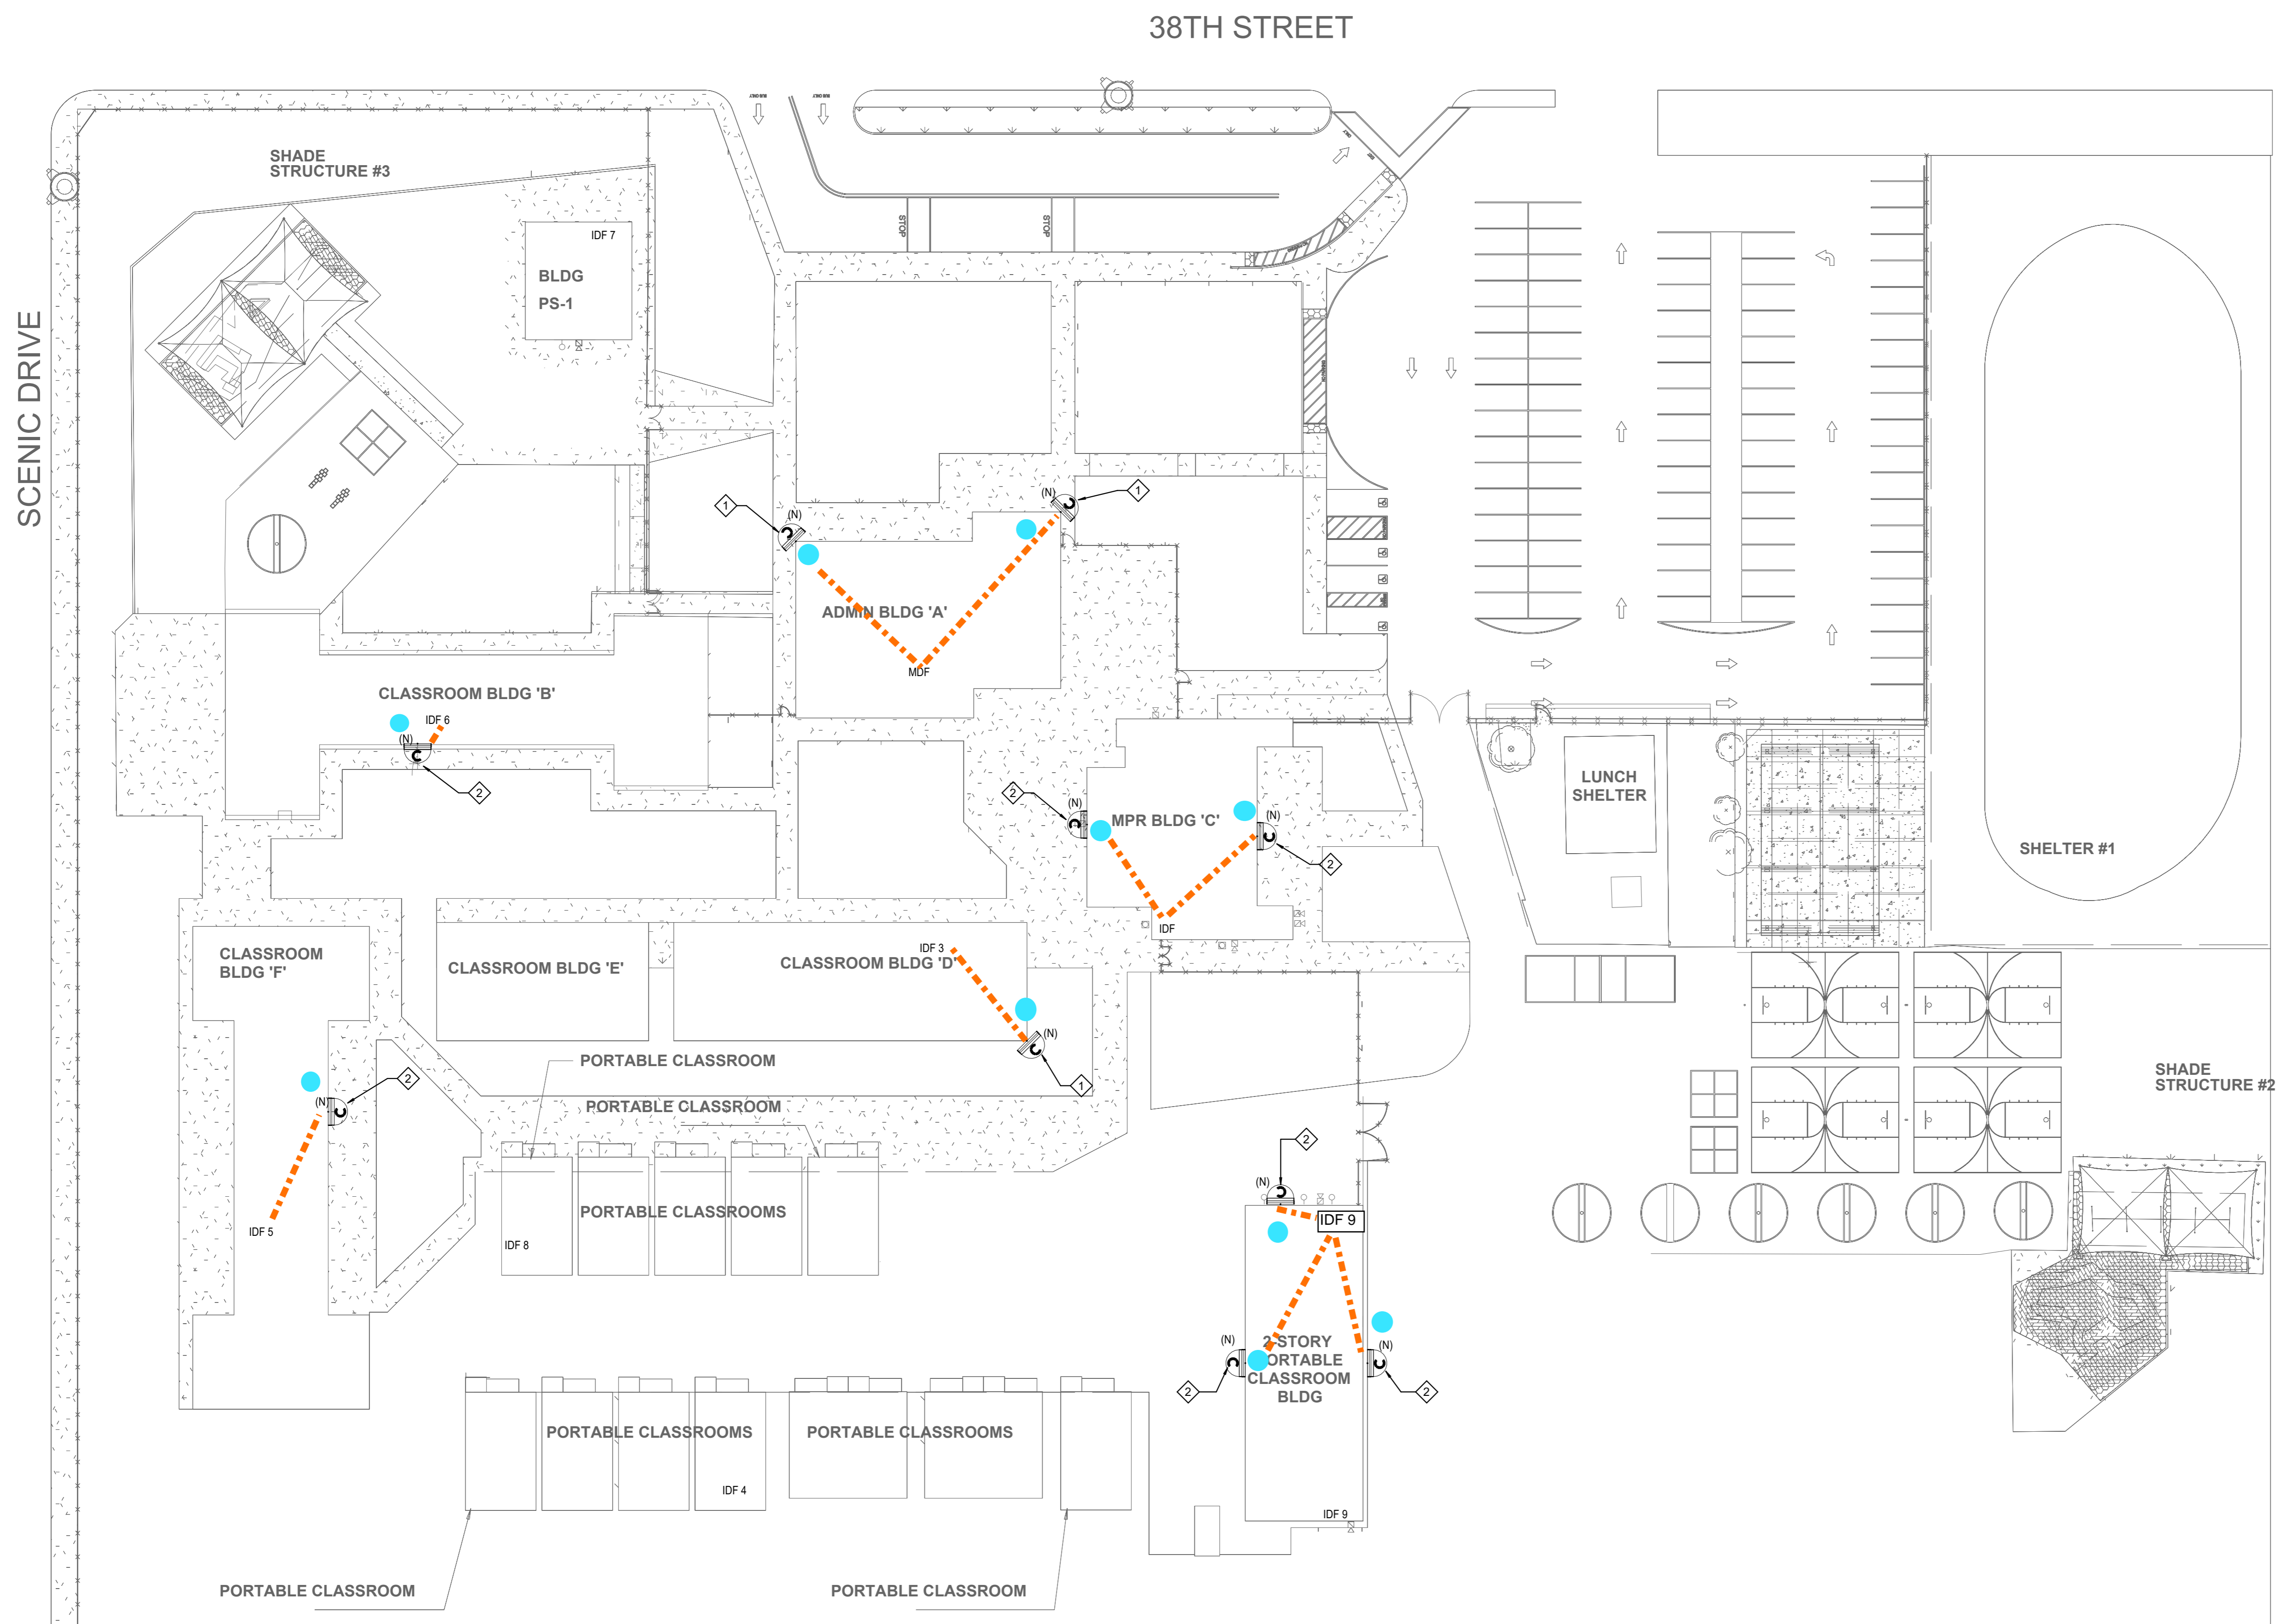 38TH STREET
SCENIC DRIVE
SHADE
STRUCTURE #3
IDF 7
BLDG
PS-1
STOP
STOP
(N)
1
(N)
1
ADMIN BLDG 'A'
MDF
CLASSROOM BLDG 'B'
IDF 6
(N)
2
2
(N)
MPR BLDG 'C'
(N)
2
IDF
LUNCH
SHELTER
SHELTER #1
CLASSROOM
BLDG 'F'
CLASSROOM BLDG 'E'
IDF 3
CLASSROOM BLDG 'D'
(N)
1
PORTABLE CLASSROOM
PORTABLE CLASSROOM
2
(N)
IDF 5
PORTABLE CLASSROOMS
IDF 8
SHADE
STRUCTURE #2
2
(N)
IDF 9
(N)
2
(N)
2
2-STORY
PORTABLE
CLASSROOM
BLDG
PORTABLE CLASSROOMS
PORTABLE CLASSROOMS
IDF 4
IDF 9
PORTABLE CLASSROOM
PORTABLE CLASSROOM